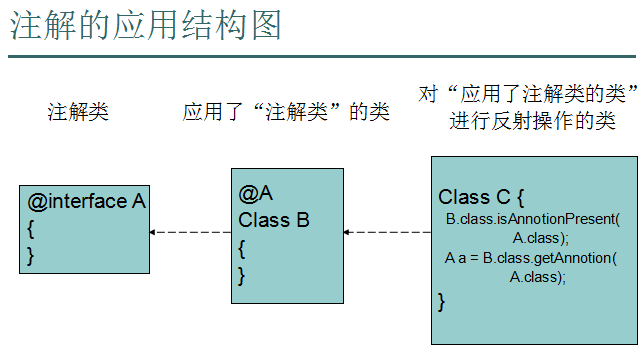 注解的应用结构图
注解类
应用了“注解类”的类
对“应用了注解类的类”
进行反射操作的类
@interface A
{
}
@A
Class B
{
}
Class C {
B.class.isAnnotionPresent(
A.class);
A a = B.class.getAnnotion(
A.class);
}